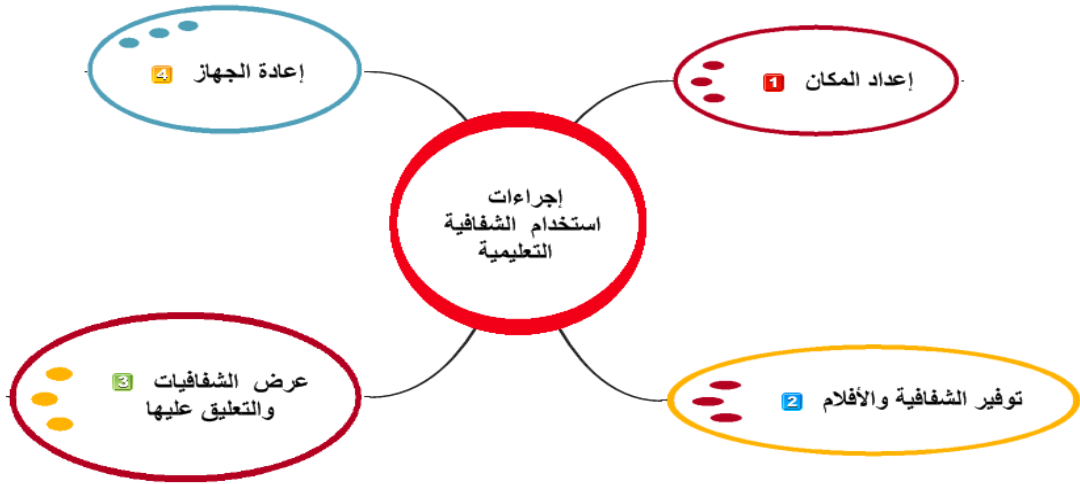 إجراءات
استخدام الشفافية
التعليمية
إعداد المكان 1
توفير الشفافية والأفلام 2
عرض الشفافيات 3
والتعليق عليها
إعادة الجهاز 4